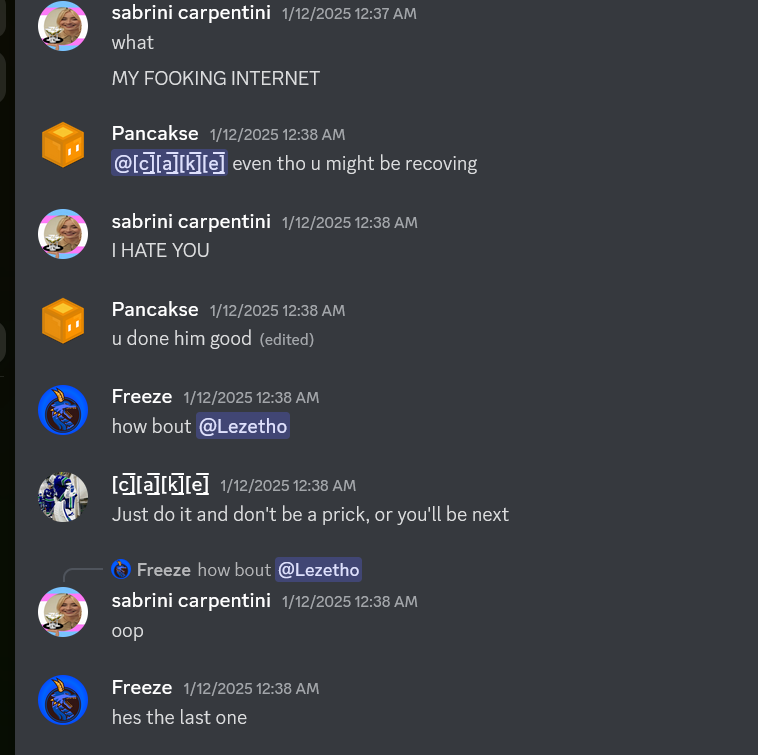 sabrini carpentini 1/12/2025 12:37 AM
what
MY FOOKING INTERNET
Pancakse 1/12/2025 12:38 AM
@[c̲̅][a̲̅][k̲̅][e̲̅] even tho u might be recoving
sabrini carpentini 1/12/2025 12:38 AM
I HATE YOU
Pancakse 1/12/2025 12:38 AM
u done him good (edited)
Freeze 1/12/2025 12:38 AM
how bout @Lezetho
[c̲̅][a̲̅][k̲̅][e̲̅] 1/12/2025 12:38 AM
Just do it and don't be a prick, or you'll be next
Freeze how bout @Lezetho
sabrini carpentini 1/12/2025 12:38 AM
oop
Freeze 1/12/2025 12:38 AM
hes the last one